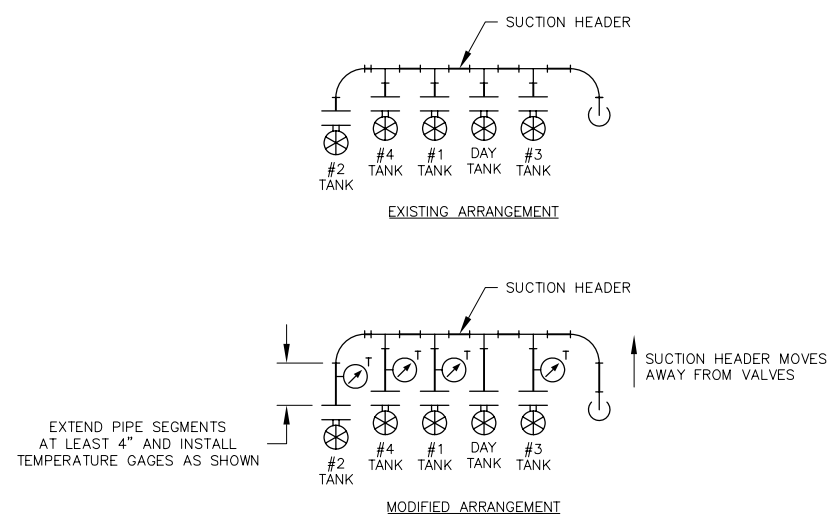 SUCTION HEADER
#2
TANK
#4
TANK
#1
TANK
DAY
TANK
#3
TANK
EXISTING ARRANGEMENT
SUCTION HEADER
T
T
T
T
SUCTION HEADER MOVES
AWAY FROM VALVES
EXTEND PIPE SEGMENTS
AT LEAST 4" AND INSTALL
TEMPERATURE GAGES AS SHOWN
#2
TANK
#4
TANK
#1
TANK
DAY
TANK
#3
TANK
MODIFIED ARRANGEMENT